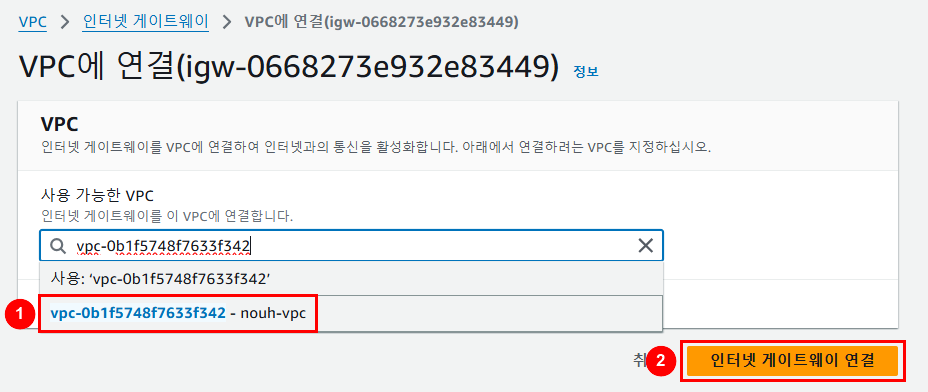 VPC > 인터넷 게이트웨이 > VPC에 연결(igw-0668273e932e83449)
VPC에 연결(igw-0668273e932e83449) 정보
VPC
인터넷 게이트웨이를 VPC에 연결하여 인터넷과의 통신을 활성화합니다. 아래에서 연결하려는 VPC를 지정하십시오.
사용 가능한 VPC
인터넷 게이트웨이를 이 VPC에 연결합니다.
vpc-0b1f5748f7633f342
사용: ‘vpc-0b1f5748f7633f342’
1 vpc-0b1f5748f7633f342 - nouh-vpc
취 2 인터넷 게이트웨이 연결